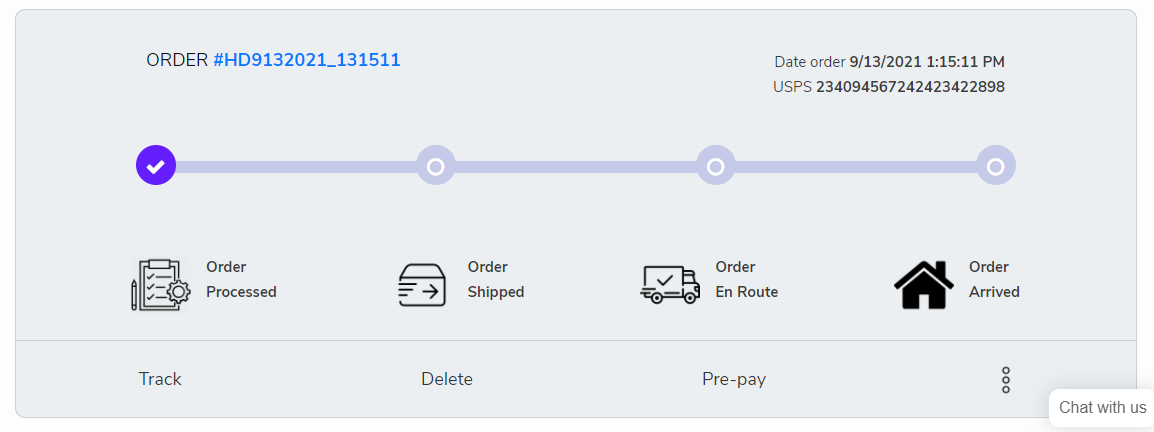 ORDER #HD9132021_131511
Date order 9/13/2021 1:15:11 PM
USPS 234094567242423422898
Order
Processed
Order
Shipped
Order
En Route
Order
Arrived
Track
Delete
Pre-pay
Chat with us